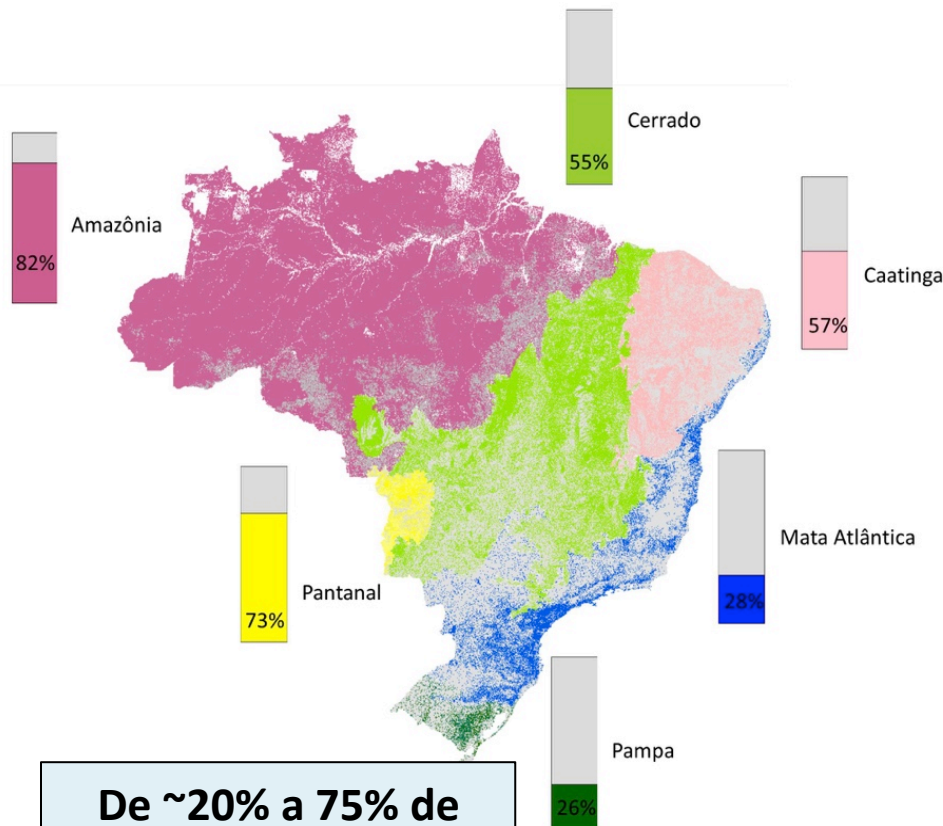 Cerrado
55%
Amazônia
82%
Caatinga
57%
Mata Atlântica
28%
Pantanal
73%
Pampa
26%
De ~20% a 75% de